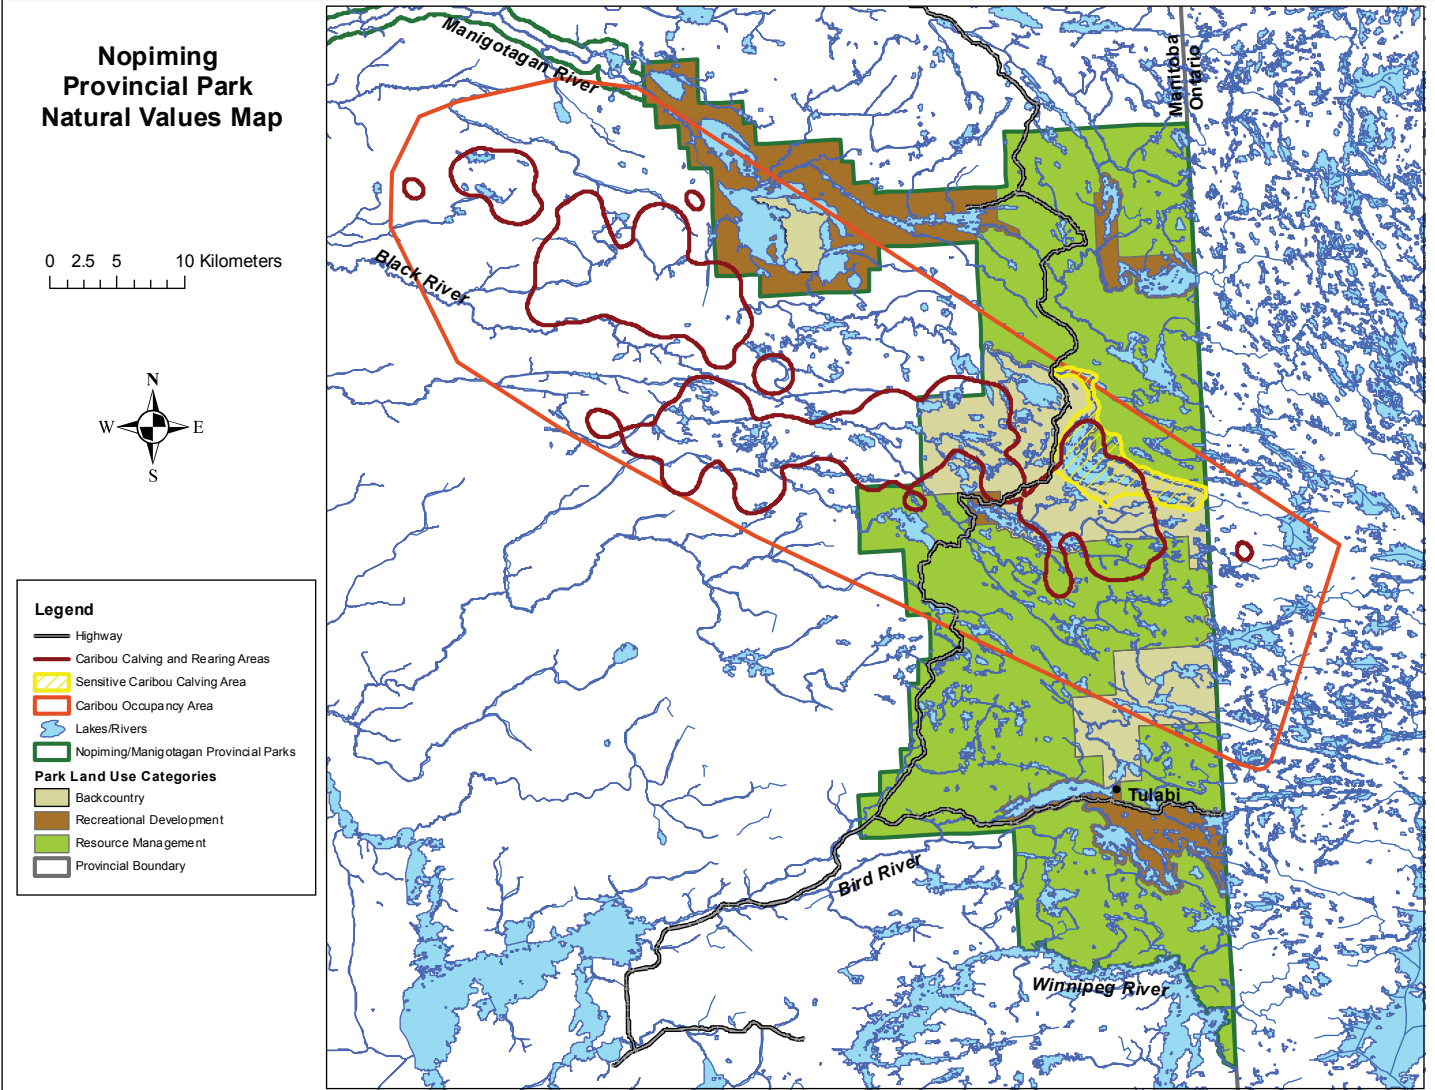 Nopiming
Provincial Park
Natural Values Map
0 2.5 5 10 Kilometers
N
W E
S
Legend
Highway
Caribou Calving and Rearing Areas
Sensitive Caribou Calving Area
Caribou Occupancy Area
Lakes/Rivers
Nopiming/Manigotagan Provincial Parks
Park Land Use Categories
Backcountry
Recreational Development
Resource Management
Provincial Boundary
Manigotagan River
Manitoba
Ontario
Black River
Tulabi
Bird River
Winnipeg River